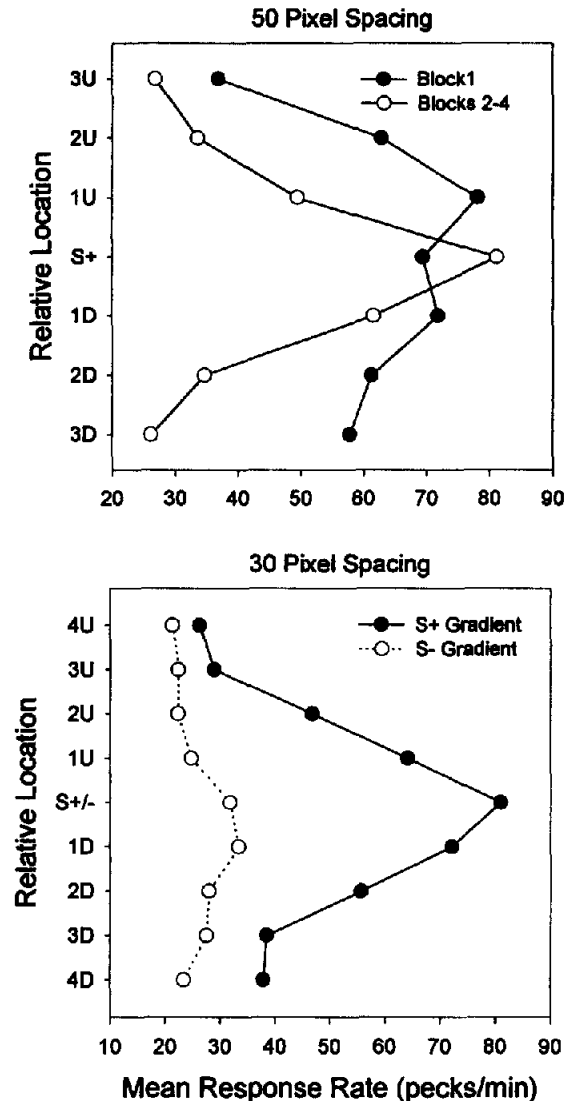 50 Pixel Spacing
Block1
Blocks 2-4
Relative Location
3U
2U
1U
S+
1D
2D
3D
20 30 40 50 60 70 80 90
30 Pixel Spacing
S+ Gradient
S- Gradient
Relative Location
4U
3U
2U
1U
S+/-
1D
2D
3D
4D
10 20 30 40 50 60 70 80 90
Mean Response Rate (pecks/min)